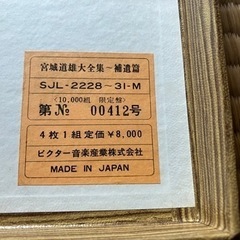 宮城道雄大全集～補遺篇
SJL-2228～31-M
<10,000組 限定盤>
第№ 00412号
4枚1組定価¥8,000
ビクター音楽産業株式会社
MADE IN JAPAN